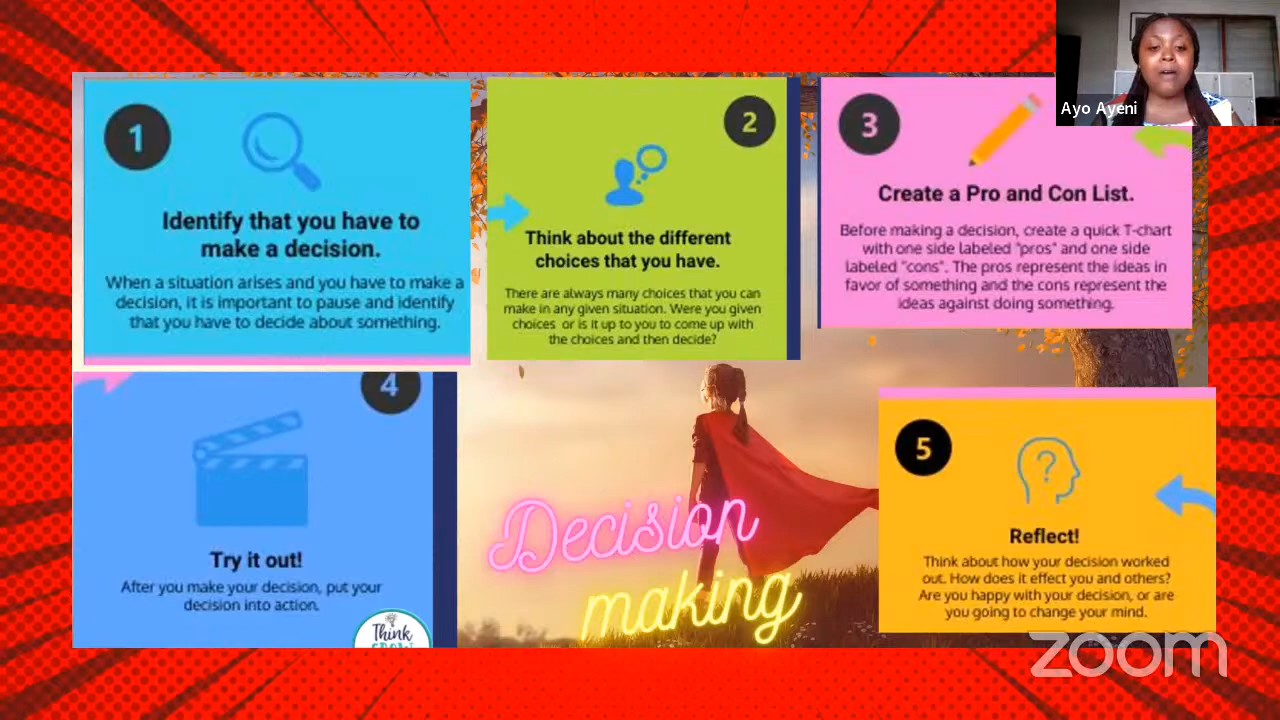 1
Identify that you have to
make a decision.
When a situation arises and you have to make a
decision, it is important to pause and identify
that you have to decide about something.
2
Think about the different
choices that you have.
There are always many choices that you can
make in any given situation. Were you given
choices or is it up to you to come up with
the choices and then decide?
3
Create a Pro and Con List.
Before making a decision, create a quick T-chart
with one side labeled "pros" and one side
labeled "cons". The pros represent the ideas in
favor of something and the cons represent the
ideas against doing something.
Ayo Ayeni
4
Try it out!
After you make your decision, put your
decision into action.
Think
Decision
making
5
Reflect!
Think about how your decision worked
out. How does it effect you and others?
Are you happy with your decision, or are
you going to change your mind.
zoom